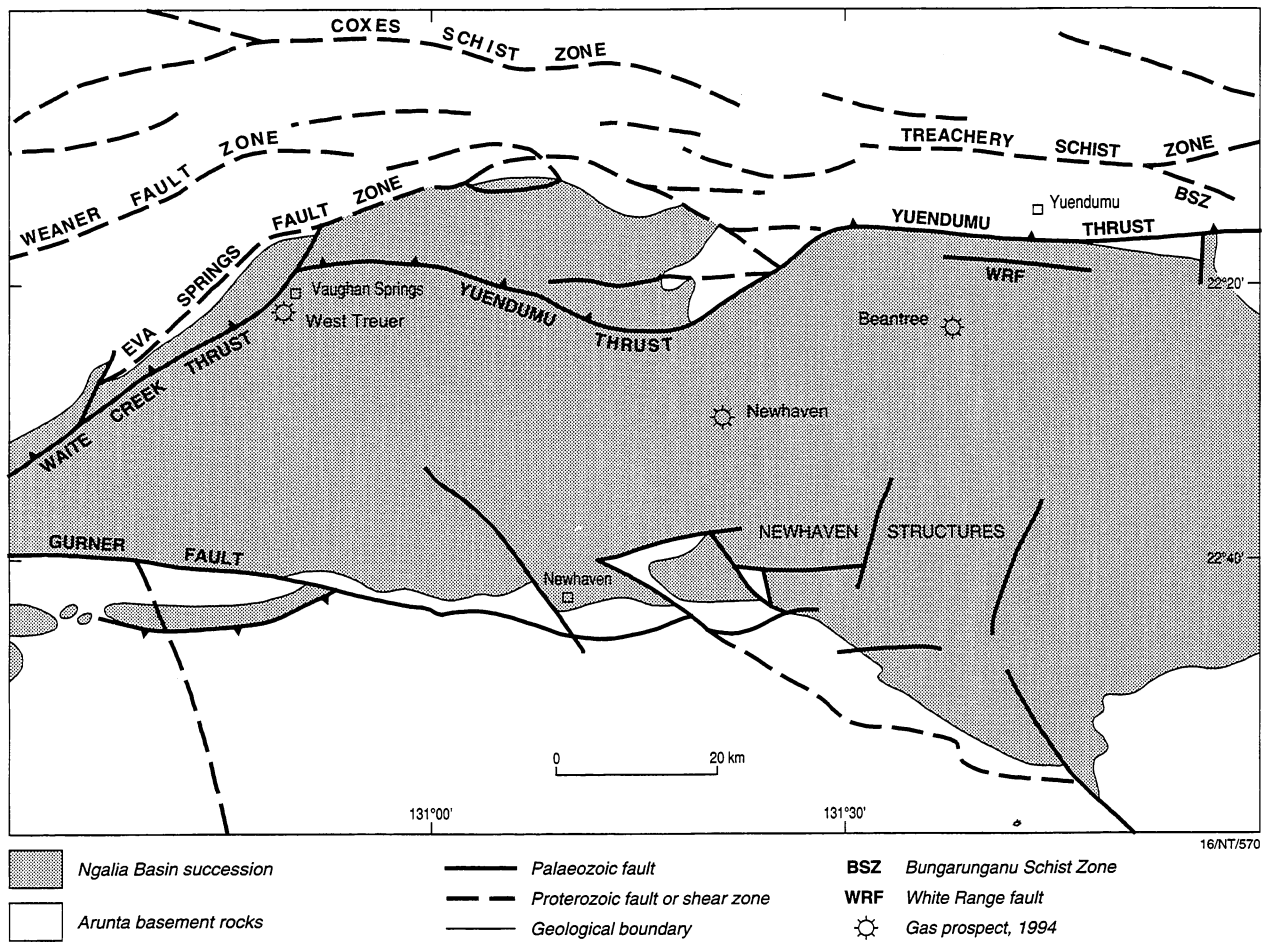 COXES SCHIST ZONE
TREACHERY SCHIST ZONE
WEANER FAULT ZONE
BSZ
Yuendumu
EVA SPRINGS FAULT ZONE
YUENDUMU THRUST
WRF
22°20'
Vaughan Springs
West Treuer
YUENDUMU THRUST
Beantree
WAITE CREEK THRUST
Newhaven
NEWHAVEN STRUCTURES
GURNER FAULT
22°40'
Newhaven
0 20 km
131°00'
131°30'
16/NT/570
Ngalia Basin succession
Arunta basement rocks
Palaeozoic fault
Proterozoic fault or shear zone
Geological boundary
BSZ Bungarunganu Schist Zone
WRF White Range fault
Gas prospect, 1994